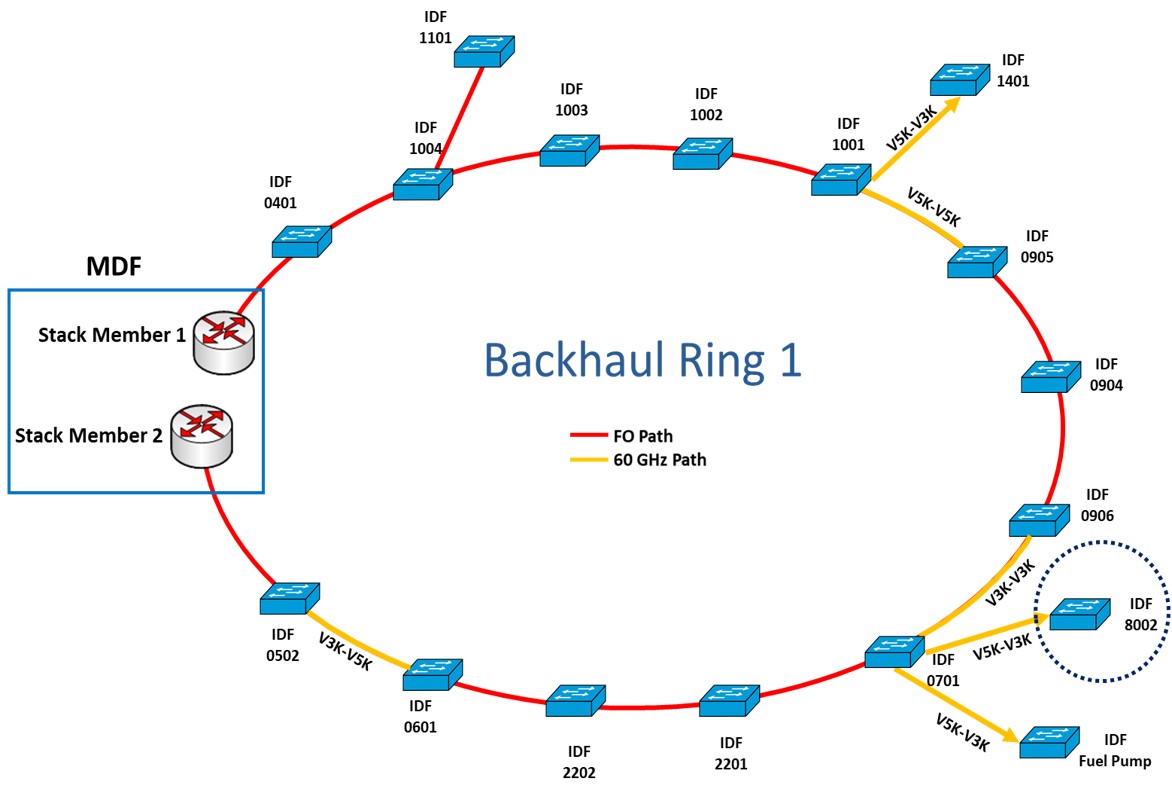 IDF
1101
IDF
1003
IDF
1002
IDF
1401
V5K-V3K
IDF
1004
IDF
1001
IDF
0401
V5K-V5K
IDF
0905
MDF
Stack Member 1
Stack Member 2
Backhaul Ring 1
FO Path
60 GHz Path
IDF
0904
IDF
0906
V3K-V3K
IDF
8002
V5K-V3K
IDF
0701
V5K-V3K
IDF
Fuel Pump
IDF
0502
V3K-V5K
IDF
0601
IDF
2202
IDF
2201